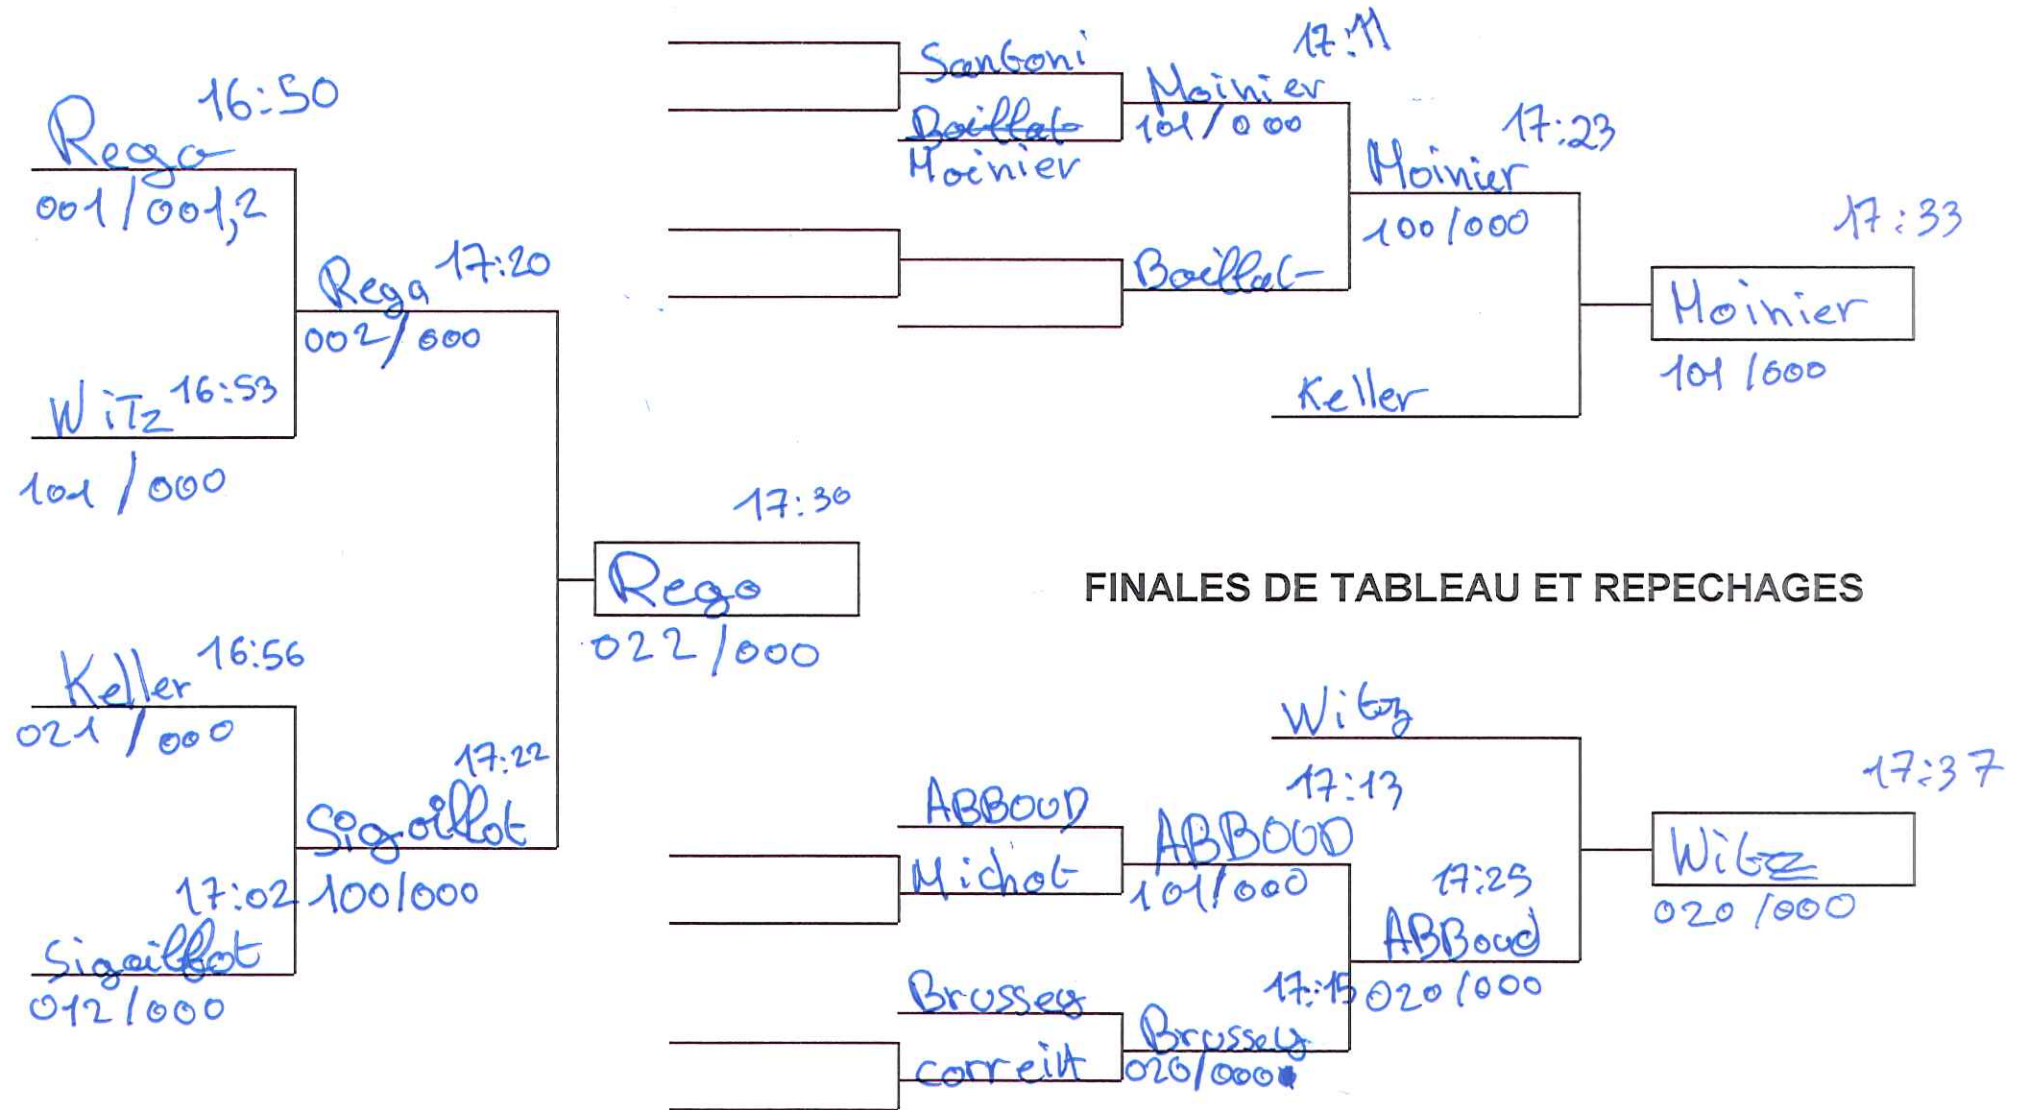 Rego 16:50
001/001,2
Rega 17:20
002/000
WiTz 16:53
101/000
17:30
Rego
022/000
Keller 16:56
021/000
17:22
Sigoillot
17:02 100/000
Sigoillot
012/000
17:11
Santoni
Moinier
101/000
Boillat
Moinier
17:23
Moinier
100/000
Boillat
17:33
Moinier
101/000
Keller
FINALES DE TABLEAU ET REPECHAGES
Witz
17:13
17:37
ABBOUD
ABBOUD
Michot
101/000
17:25
Witz
020/000
ABBoud
Brussey
17:15 020/000
Brussey
020/000